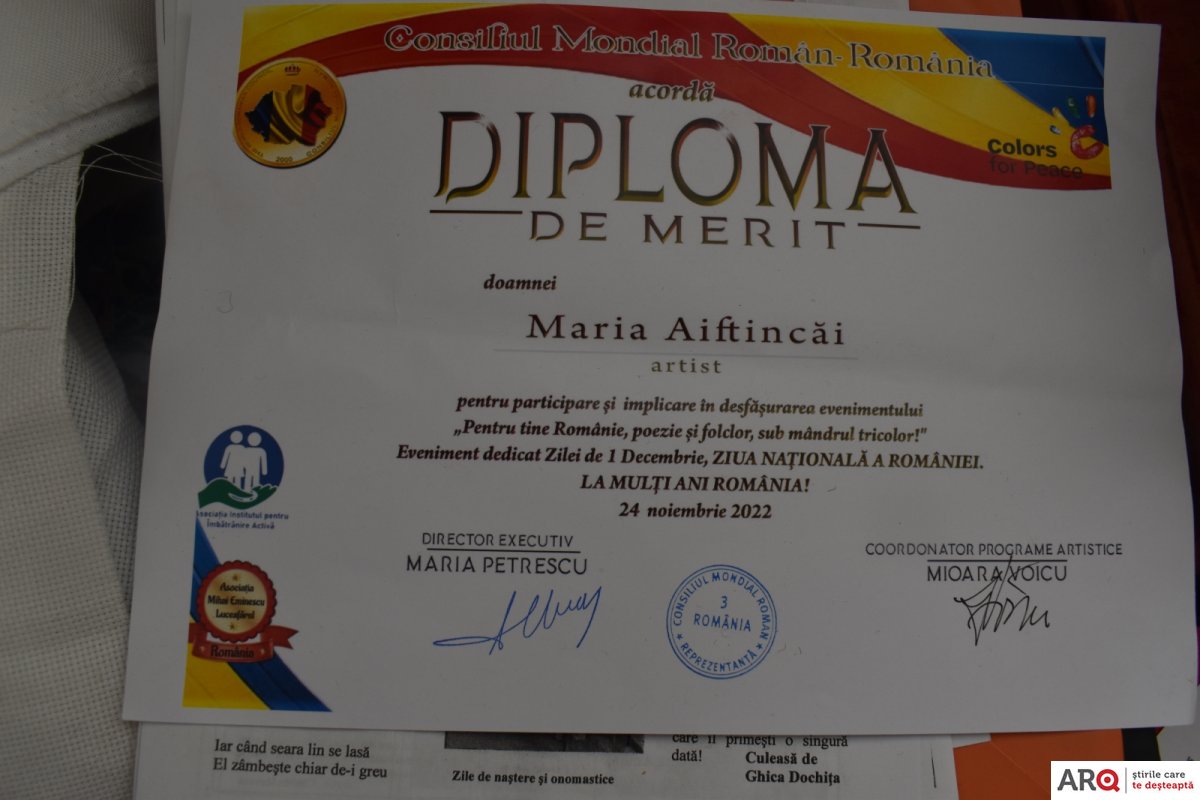 Consiliul Mondial Român-România
acordă
DIPLOMA
DE MERIT
2000
Colors
for Peace
doamnei
Maria Aiftincăi
artist
pentru participare și implicare în desfășurarea evenimentului
„Pentru tine Românie, poezie și folclor, sub mândrul tricolor!"
Eveniment dedicat Zilei de 1 Decembrie, ZIUA NAȚIONALĂ A ROMÂNIEI.
LA MULȚI ANI ROMÂNIA!
24 noiembrie 2022
Asociația Institutul pentru
Îmbătrânire Activă
DIRECTOR EXECUTIV
MARIA PETRESCU
CONSILIUL MONDIAL ROMAN
3
ROMÂNIA
★ REPREZENTANȚA ★
COORDONATOR PROGRAME ARTISTICE
MIOARA VOICU
Asociația
Mihai Eminescu
Luceafărul
România
Iar când seara lin se lasă
El zâmbește chiar de-i greu
Zile de naștere și onomastice
care îl primești o singură
dată!
Culeasă de
Ghica Dochița
ARQ
știrile care
te deșteaptă